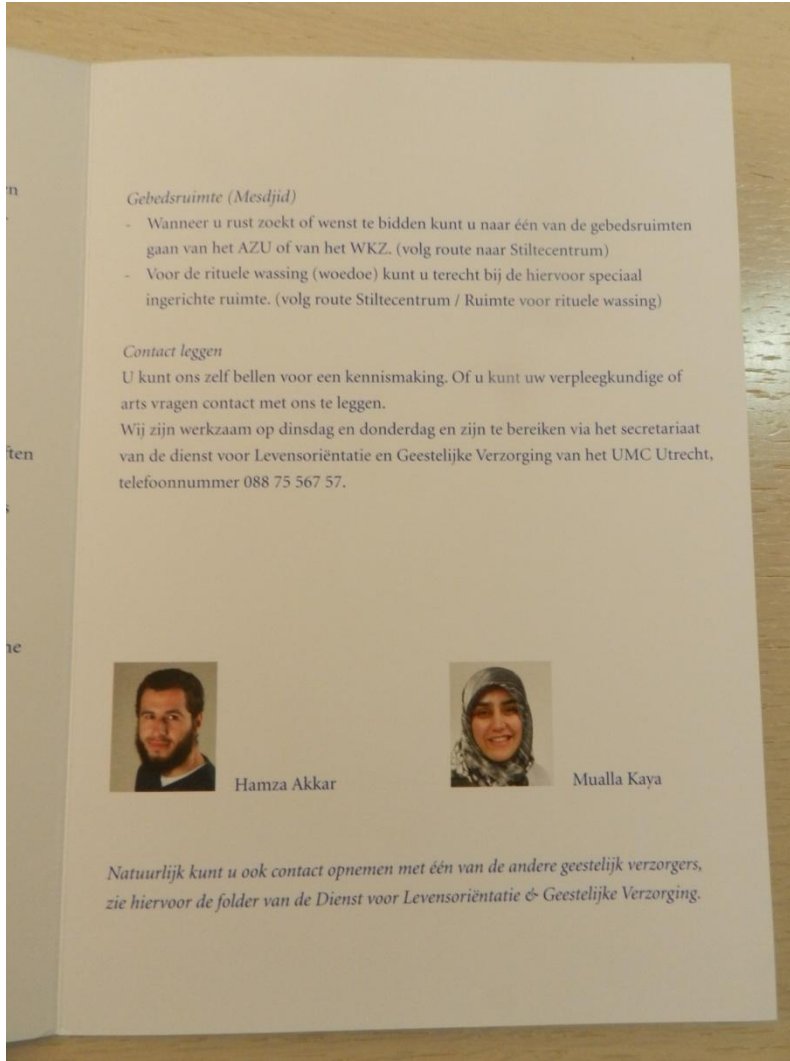 n
ften
s
ne
Gebedsruimte (Mesdjid)
- Wanneer u rust zoekt of wenst te bidden kunt u naar één van de gebedsruimten
gaan van het AZU of van het WKZ. (volg route naar Stiltecentrum)
- Voor de rituele wassing (woedoe) kunt u terecht bij de hiervoor speciaal
ingerichte ruimte. (volg route Stiltecentrum / Ruimte voor rituele wassing)
Contact leggen
U kunt ons zelf bellen voor een kennismaking. Of u kunt uw verpleegkundige of
arts vragen contact met ons te leggen.
Wij zijn werkzaam op dinsdag en donderdag en zijn te bereiken via het secretariaat
van de dienst voor Levensoriëntatie en Geestelijke Verzorging van het UMC Utrecht,
telefoonnummer 088 75 567 57.
Hamza Akkar
Mualla Kaya
Natuurlijk kunt u ook contact opnemen met één van de andere geestelijk verzorgers,
zie hiervoor de folder van de Dienst voor Levensoriëntatie & Geestelijke Verzorging.